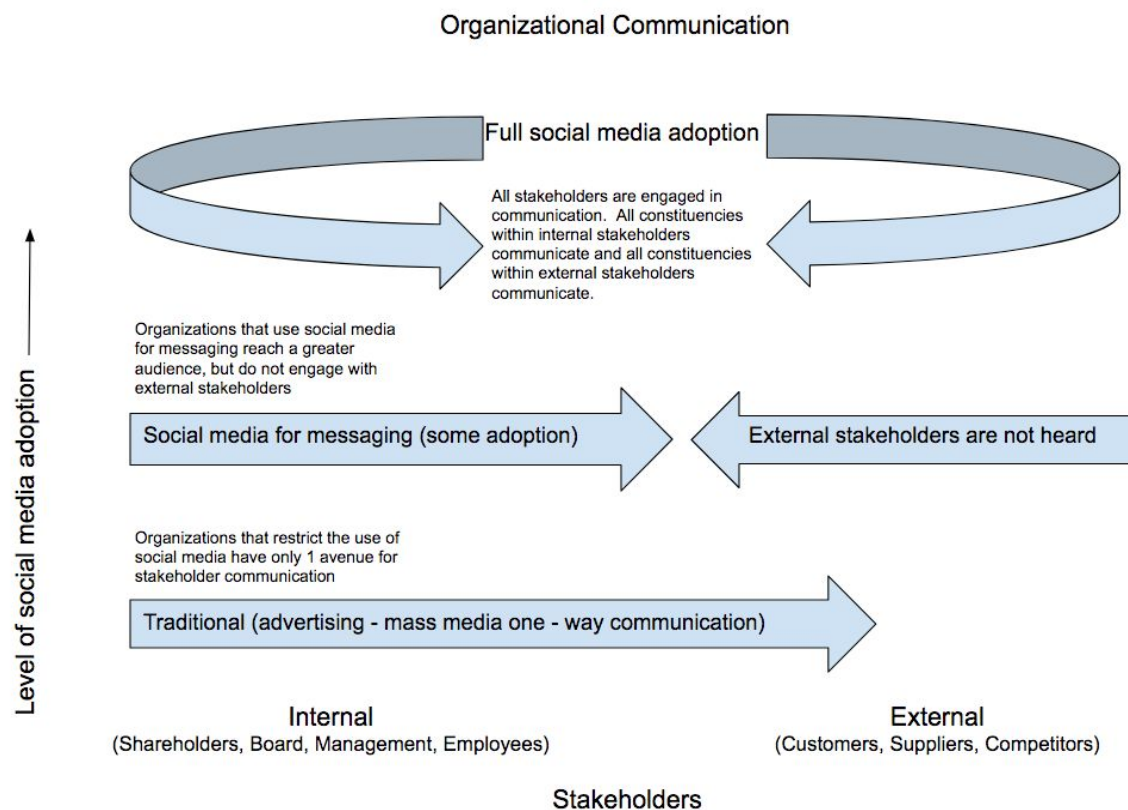 Organizational Communication
Full social media adoption
All stakeholders are engaged in
communication.  All constituencies
within internal stakeholders
communicate and all constituencies
within external stakeholders
communicate.
Organizations that use social media
for messaging reach a greater
audience, but do not engage with
external stakeholders
Social media for messaging (some adoption)
External stakeholders are not heard
Organizations that restrict the use of
social media have only 1 avenue for
stakeholder communication
Traditional (advertising - mass media one - way communication)
Level of social media adoption
Internal
(Shareholders, Board, Management, Employees)
External
(Customers, Suppliers, Competitors)
Stakeholders